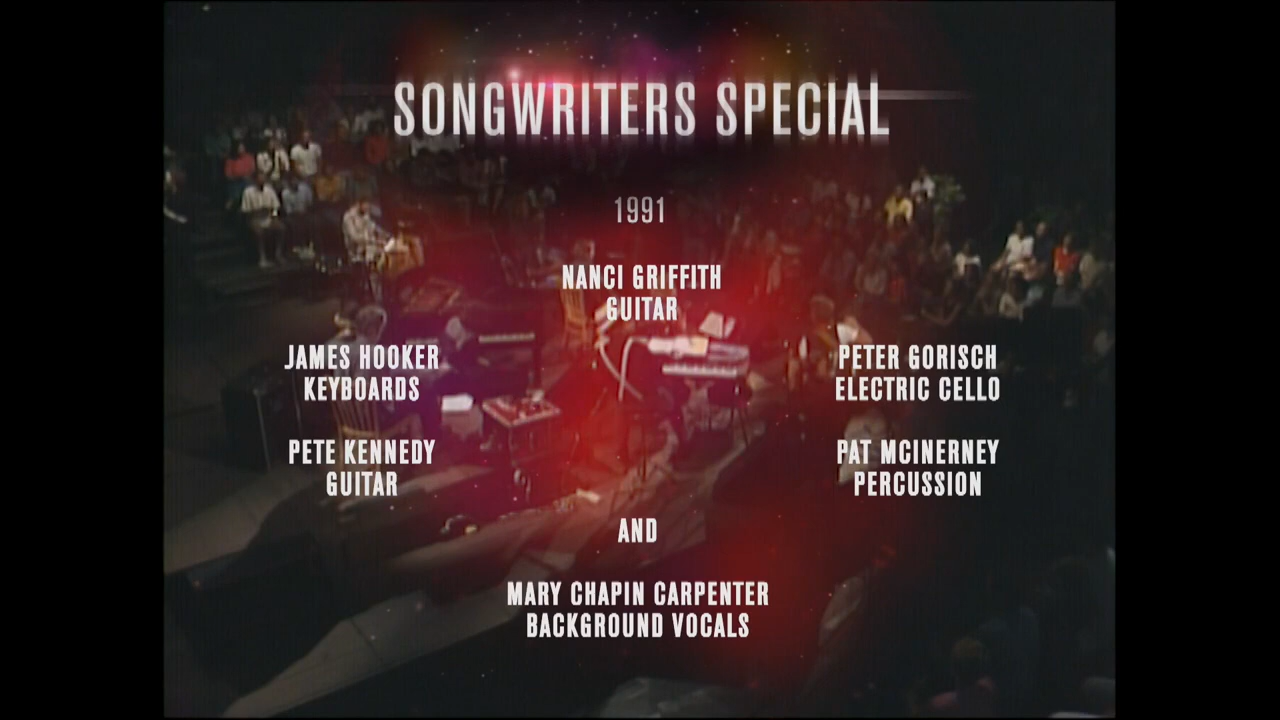 SONGWRITERS SPECIAL
1991
NANCI GRIFFITH
GUITAR
JAMES HOOKER
KEYBOARDS
PETER GORISCH
ELECTRIC CELLO
PETE KENNEDY
GUITAR
PAT MCINERNEY
PERCUSSION
AND
MARY CHAPIN CARPENTER
BACKGROUND VOCALS